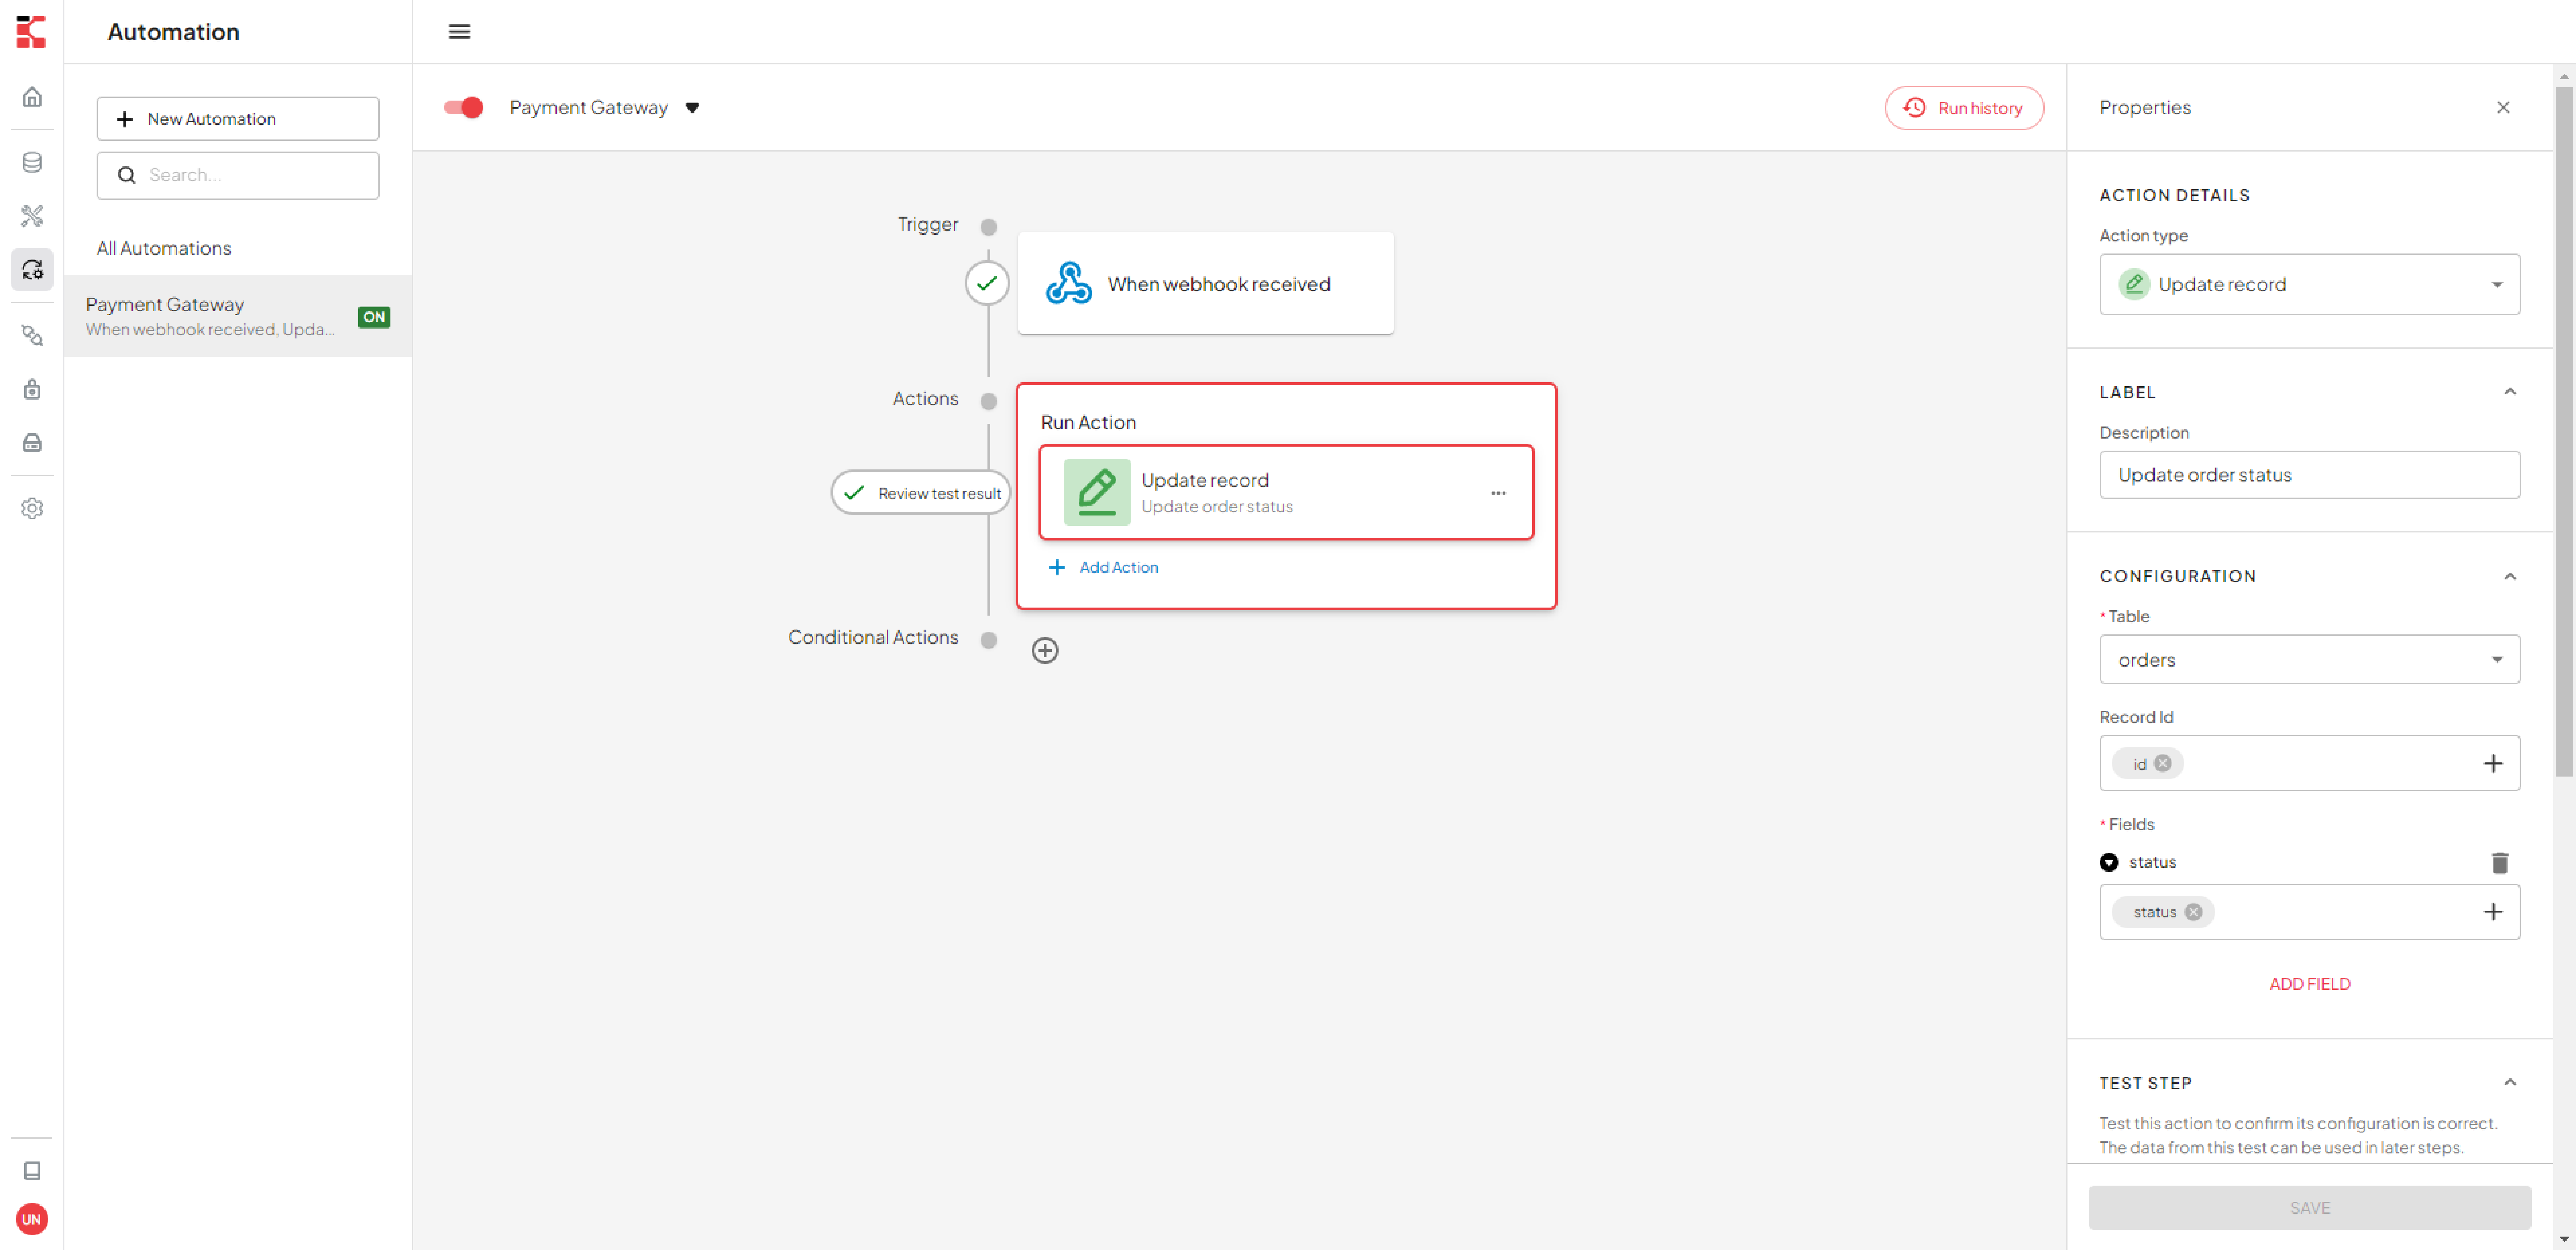 Automation
New Automation
Search...
All Automations
Payment Gateway
When webhook received, Upda...
ON
UN
Payment Gateway
Run history
Trigger
When webhook received
Actions
Run Action
Update record
Update order status
Review test result
Add Action
Conditional Actions
Properties
ACTION DETAILS
Action type
Update record
LABEL
Description
Update order status
CONFIGURATION
* Table
orders
Record Id
id
* Fields
status
status
ADD FIELD
TEST STEP
Test this action to confirm its configuration is correct.
The data from this test can be used in later steps.
SAVE